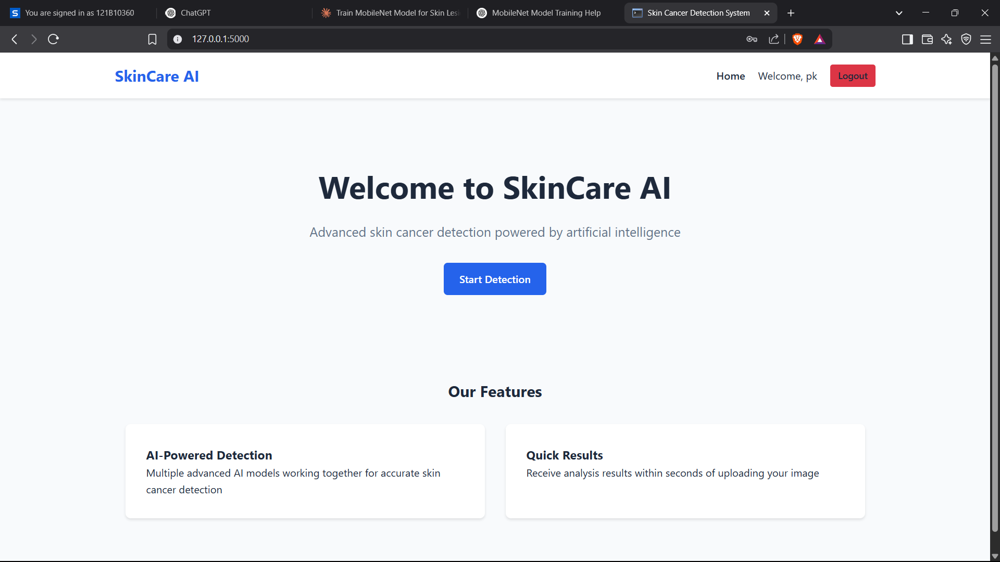 You are signed in as 121B10360
ChatGPT
Train MobileNet Model for Skin Les
MobileNet Model Training Help
Skin Cancer Detection System
127.0.0.1:5000
SkinCare AI
Home
Welcome, pk
Logout
Welcome to SkinCare AI
Advanced skin cancer detection powered by artificial intelligence
Start Detection
Our Features
AI-Powered Detection
Multiple advanced AI models working together for accurate skin
cancer detection
Quick Results
Receive analysis results within seconds of uploading your image